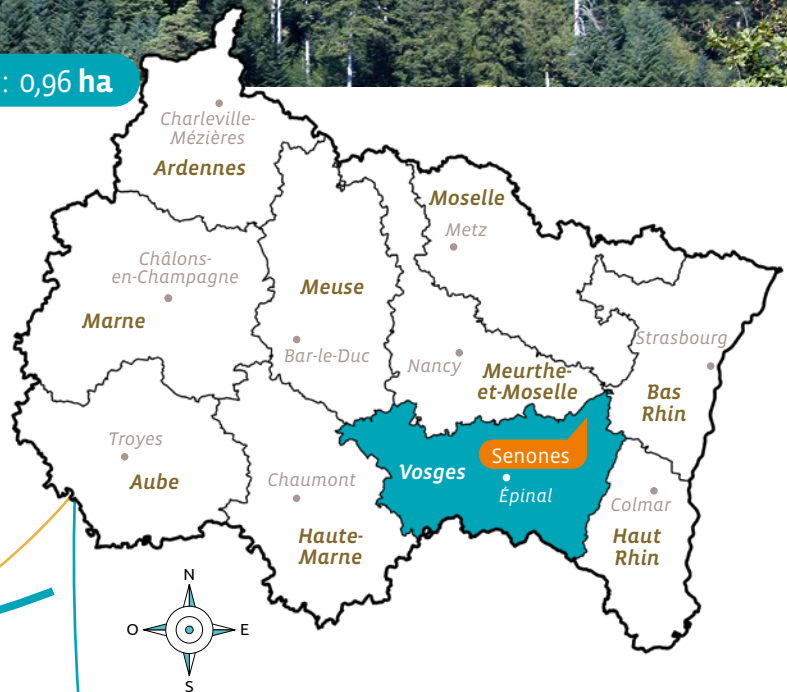 : 0,96 ha
Charleville-
Mézières
Ardennes
Moselle
Metz
Châlons-
en-Champagne
Meuse
Marne
Strasbourg
Bar-le-Duc
Nancy
Meurthe-
et-Moselle
Bas
Rhin
Troyes
Senones
Aube
Chaumont
Vosges
Épinal
Colmar
Haute-
Marne
Haut
Rhin
N
O
E
S